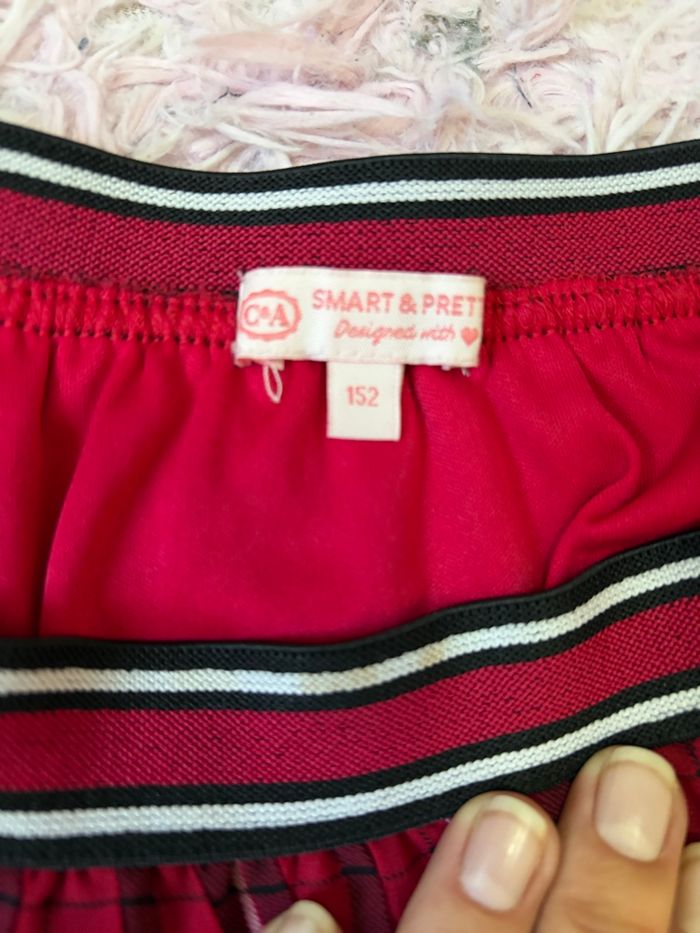 C&A
SMART & PRETT
Designed with ❤
152